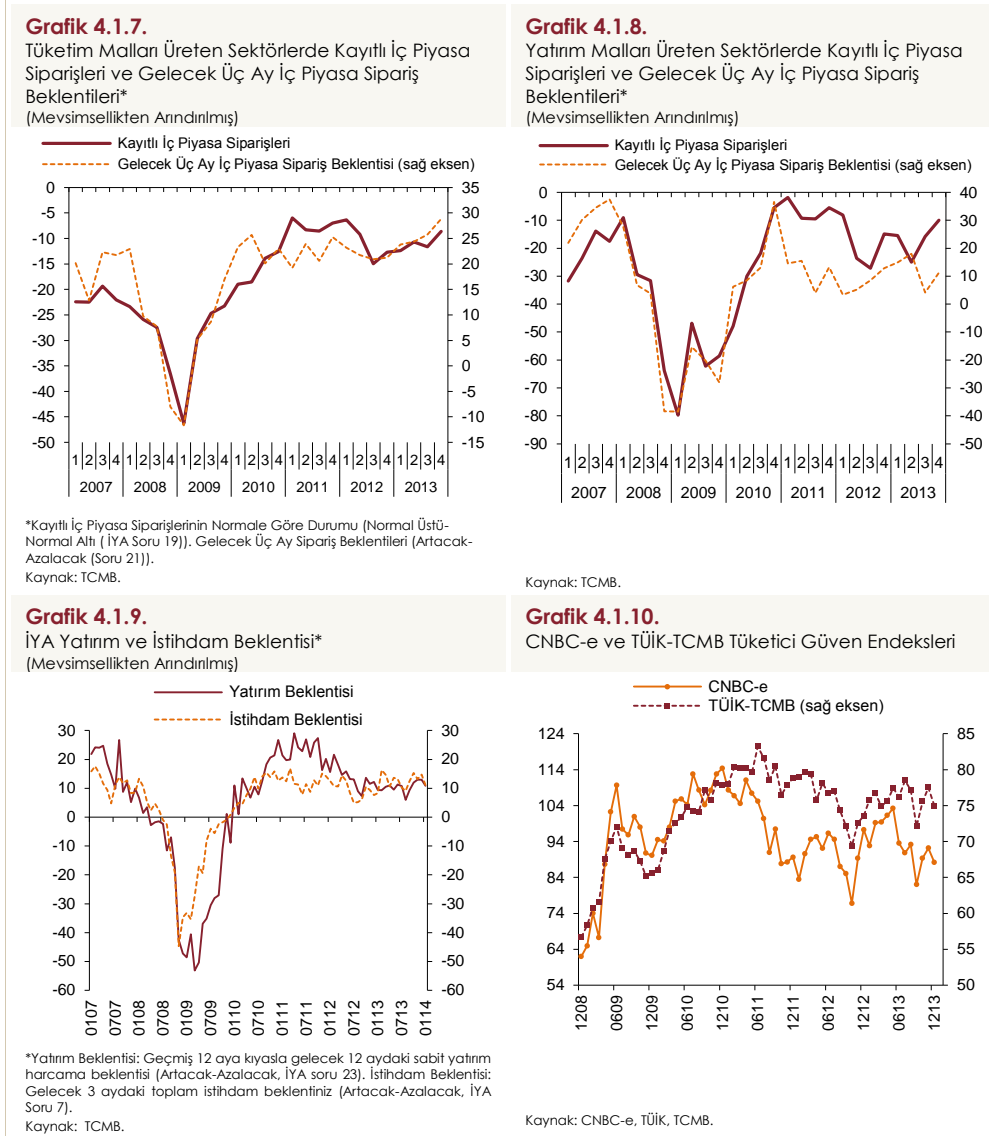 Grafik 4.1.7.
Tüketim Malları Üreten Sektörlerde Kayıtlı İç Piyasa
Siparişleri ve Gelecek Üç Ay İç Piyasa Sipariş
Beklentileri*
(Mevsimsellikten Arındırılmış)
Kayıtlı İç Piyasa Siparişleri
Gelecek Üç Ay İç Piyasa Sipariş Beklentisi (sağ eksen)
0
-5
-10
-15
-20
-25
-30
-35
-40
-45
-50
35
30
25
20
15
10
5
0
-5
-10
-15
1 2 3 4 1 2 3 4 1 2 3 4 1 2 3 4 1 2 3 4 1 2 3 4 1 2 3 4
2007 2008 2009 2010 2011 2012 2013
*Kayıtlı İç Piyasa Siparişlerinin Normale Göre Durumu (Normal Üstü-
Normal Altı ( İYA Soru 19)). Gelecek Üç Ay Sipariş Beklentileri (Artacak-
Azalacak (Soru 21)).
Kaynak: TCMB.
Grafik 4.1.8.
Yatırım Malları Üreten Sektörlerde Kayıtlı İç Piyasa
Siparişleri ve Gelecek Üç Ay İç Piyasa Sipariş
Beklentileri*
(Mevsimsellikten Arındırılmış)
Kayıtlı İç Piyasa Siparişleri
Gelecek Üç Ay İç Piyasa Sipariş Beklentisi (sağ eksen)
0
-10
-20
-30
-40
-50
-60
-70
-80
-90
40
30
20
10
0
-10
-20
-30
-40
-50
1 2 3 4 1 2 3 4 1 2 3 4 1 2 3 4 1 2 3 4 1 2 3 4 1 2 3 4
2007 2008 2009 2010 2011 2012 2013
Kaynak: TCMB.
Grafik 4.1.9.
İYA Yatırım ve İstihdam Beklentisi*
(Mevsimsellikten Arındırılmış)
Yatırım Beklentisi
İstihdam Beklentisi
30
20
10
0
-10
-20
-30
-40
-50
-60
30
20
10
0
-10
-20
-30
-40
-50
-60
0107 0707 0108 0708 0109 0709 0110 0710 0111 0711 0112 0712 0113 0713 0114
*Yatırım Beklentisi: Geçmiş 12 aya kıyasla gelecek 12 aydaki sabit yatırım
harcama beklentisi (Artacak-Azalacak, İYA soru 23). İstihdam Beklentisi:
Gelecek 3 aydaki toplam istihdam beklentiniz (Artacak-Azalacak, İYA
Soru 7).
Kaynak: TCMB.
Grafik 4.1.10.
CNBC-e ve TÜİK-TCMB Tüketici Güven Endeksleri
CNBC-e
TÜİK-TCMB (sağ eksen)
124
114
104
94
84
74
64
54
85
80
75
70
65
60
55
50
1208 0609 1209 0610 1210 0611 1211 0612 1212 0613 1213
Kaynak: CNBC-e, TÜİK, TCMB.